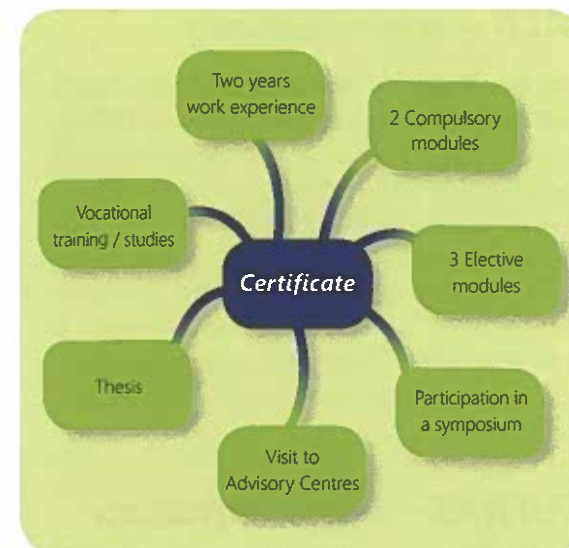 Two years
work experience
2 Compulsory
modules
Vocational
training / studies
Certificate
3 Elective
modules
Thesis
Participation in
a symposium
Visit to
Advisory Centres